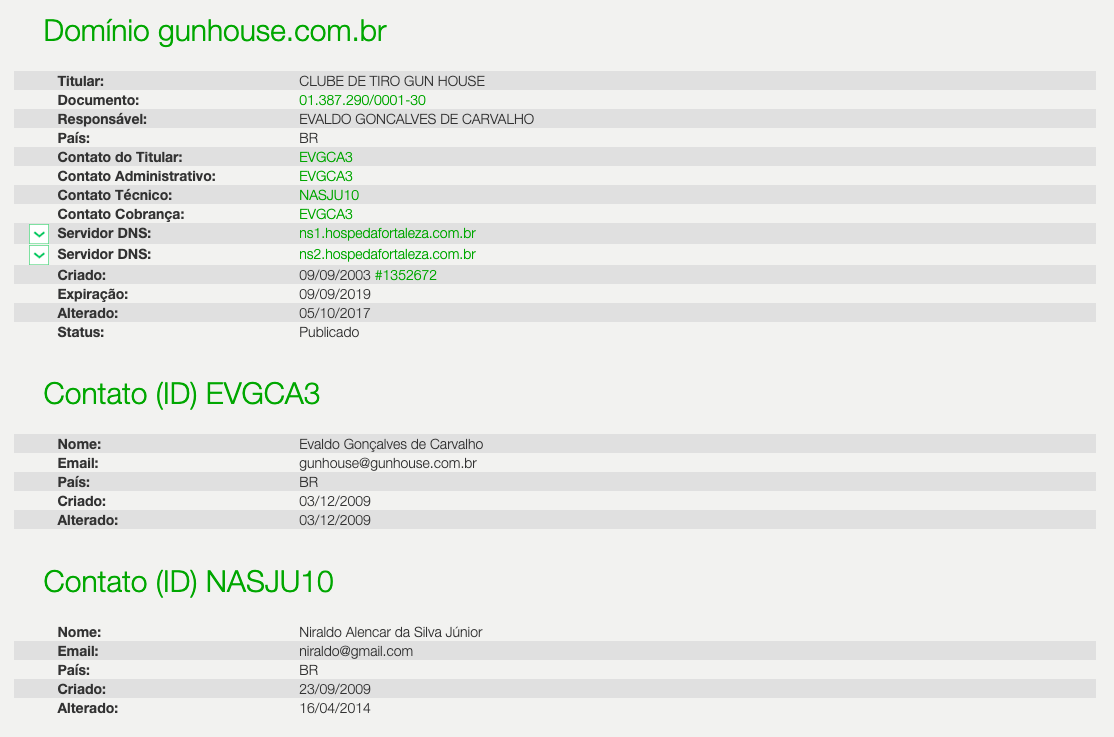 Domínio gunhouse.com.br
Titular: CLUBE DE TIRO GUN HOUSE
Documento: 01.387.290/0001-30
Responsável: EVALDO GONCALVES DE CARVALHO
País: BR
Contato do Titular: EVGCA3
Contato Administrativo: EVGCA3
Contato Técnico: NASJU10
Contato Cobrança: EVGCA3
Servidor DNS: ns1.hospedafortaleza.com.br
Servidor DNS: ns2.hospedafortaleza.com.br
Criado: 09/09/2003 #1352672
Expiração: 09/09/2019
Alterado: 05/10/2017
Status: Publicado
Contato (ID) EVGCA3
Nome: Evaldo Gonçalves de Carvalho
Email: gunhouse@gunhouse.com.br
País: BR
Criado: 03/12/2009
Alterado: 03/12/2009
Contato (ID) NASJU10
Nome: Niraldo Alencar da Silva Júnior
Email: niraldo@gmail.com
País: BR
Criado: 23/09/2009
Alterado: 16/04/2014